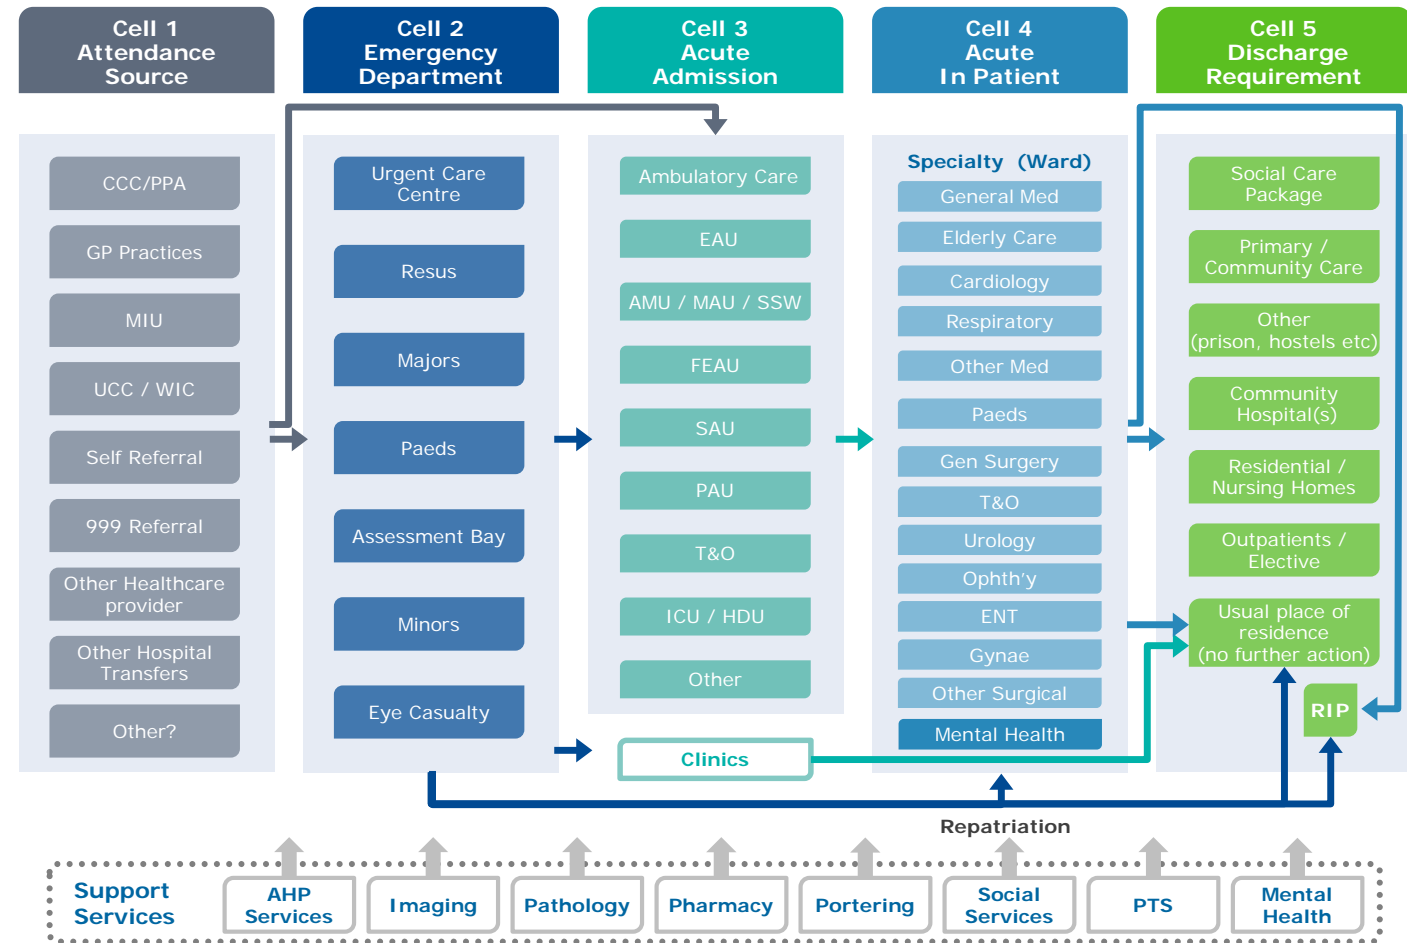 Cell 1
Attendance
Source
Cell 2
Emergency
Department
Cell 3
Acute
Admission
Cell 4
Acute
In Patient
Cell 5
Discharge
Requirement
CCC/PPA
GP Practices
MIU
UCC / WIC
Self Referral
999 Referral
Other Healthcare
provider
Other Hospital
Transfers
Other?
Urgent Care
Centre
Resus
Majors
Paeds
Assessment Bay
Minors
Eye Casualty
Ambulatory Care
EAU
AMU / MAU / SSW
FEAU
SAU
PAU
T&O
ICU / HDU
Other
Clinics
Specialty (Ward)
General Med
Elderly Care
Cardiology
Respiratory
Other Med
Paeds
Gen Surgery
T&O
Urology
Ophth'y
ENT
Gynae
Other Surgical
Mental Health
Social Care
Package
Primary /
Community Care
Other
(prison, hostels etc)
Community
Hospital(s)
Residential /
Nursing Homes
Outpatients /
Elective
Usual place of
residence
(no further action)
RIP
Repatriation
Support
Services
AHP
Services
Imaging
Pathology
Pharmacy
Portering
Social
Services
PTS
Mental
Health